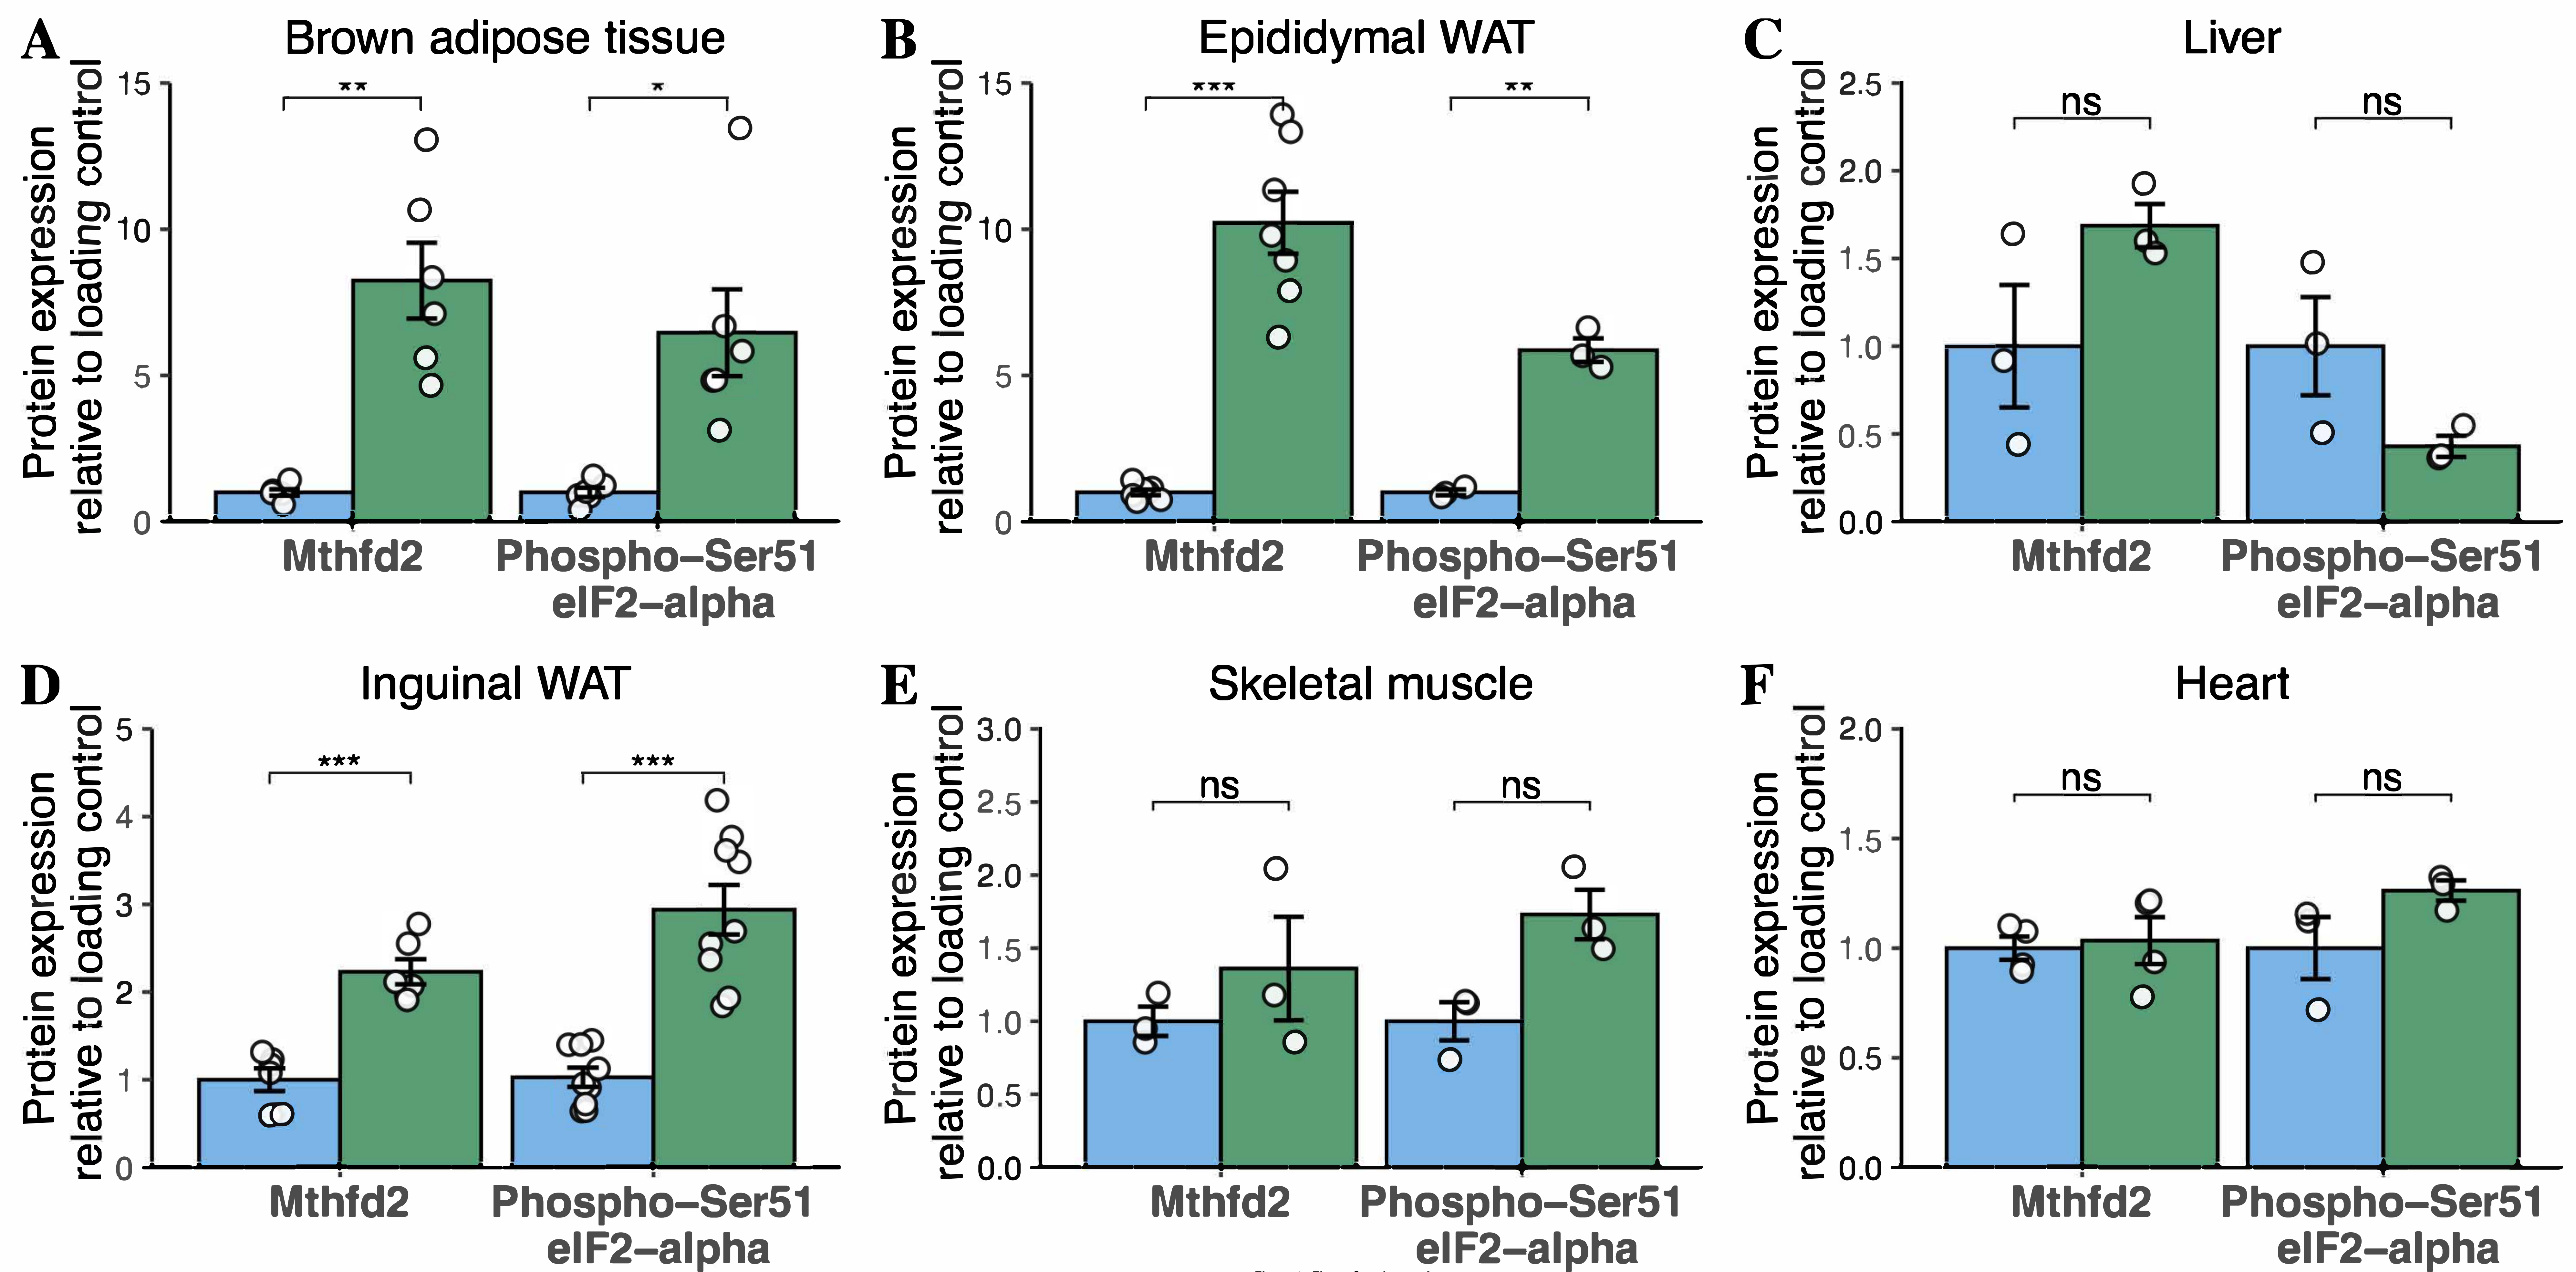 A Brown adipose tissue
Protein expression
relative to loading control
15
10
5
0
** *
Mthfd2 Phospho–Ser51
eIF2–alpha
B Epididymal WAT
Protein expression
relative to loading control
15
10
5
0
*** **
Mthfd2 Phospho–Ser51
eIF2–alpha
C Liver
Protein expression
relative to loading control
2.5
2.0
1.5
1.0
0.5
0.0
ns ns
Mthfd2 Phospho–Ser51
eIF2–alpha
D Inguinal WAT
Protein expression
relative to loading control
5
4
3
2
1
0
*** ***
Mthfd2 Phospho–Ser51
eIF2–alpha
E Skeletal muscle
Protein expression
relative to loading control
3.0
2.5
2.0
1.5
1.0
0.5
0.0
ns ns
Mthfd2 Phospho–Ser51
eIF2–alpha
F Heart
Protein expression
relative to loading control
2.0
1.5
1.0
0.5
0.0
ns ns
Mthfd2 Phospho–Ser51
eIF2–alpha